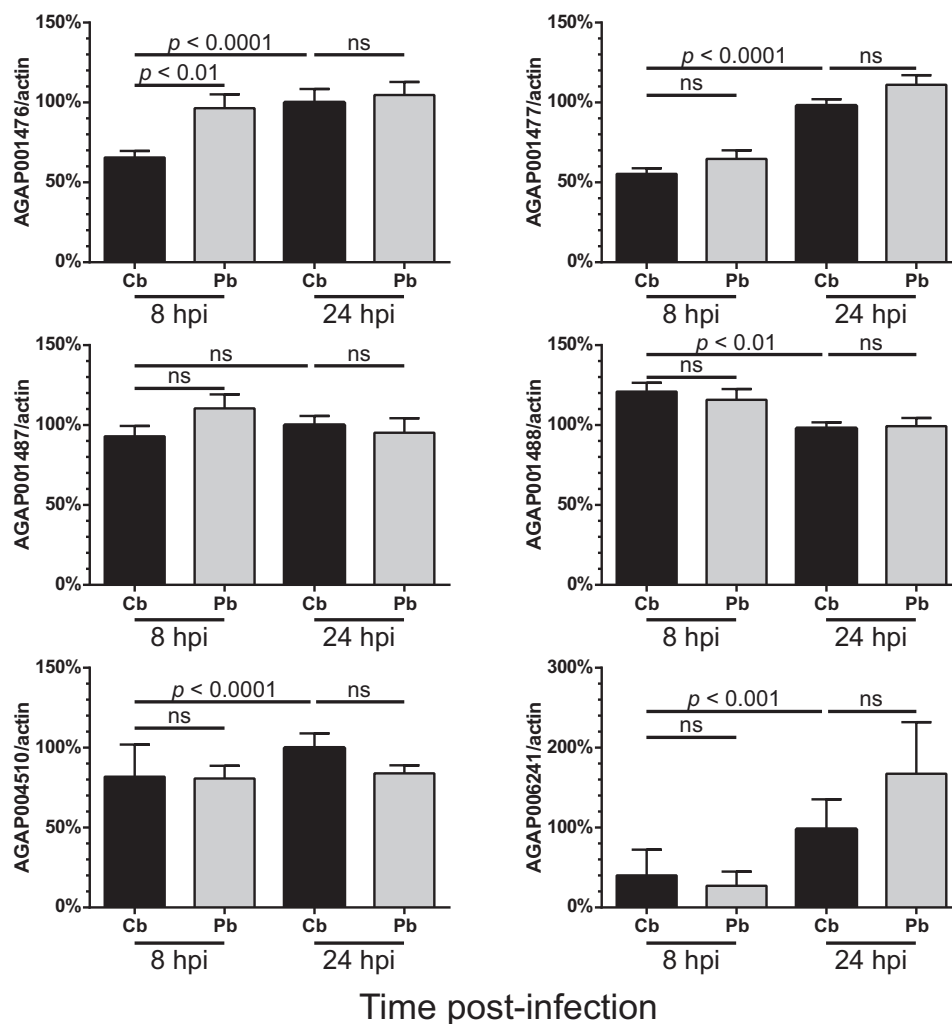 150%
100%
50%
0%
AGAP001476/actin
p < 0.0001
ns
p < 0.01
Cb Pb Cb Pb
8 hpi 24 hpi
150%
100%
50%
0%
AGAP001477/actin
p < 0.0001
ns
ns
Cb Pb Cb Pb
8 hpi 24 hpi
150%
100%
50%
0%
AGAP001487/actin
ns ns
ns
Cb Pb Cb Pb
8 hpi 24 hpi
150%
100%
50%
0%
AGAP001488/actin
p < 0.01
ns
ns
Cb Pb Cb Pb
8 hpi 24 hpi
150%
100%
50%
0%
AGAP004510/actin
p < 0.0001
ns
ns
Cb Pb Cb Pb
8 hpi 24 hpi
300%
200%
100%
0%
AGAP006241/actin
p < 0.001
ns
ns
Cb Pb Cb Pb
8 hpi 24 hpi
Time post-infection